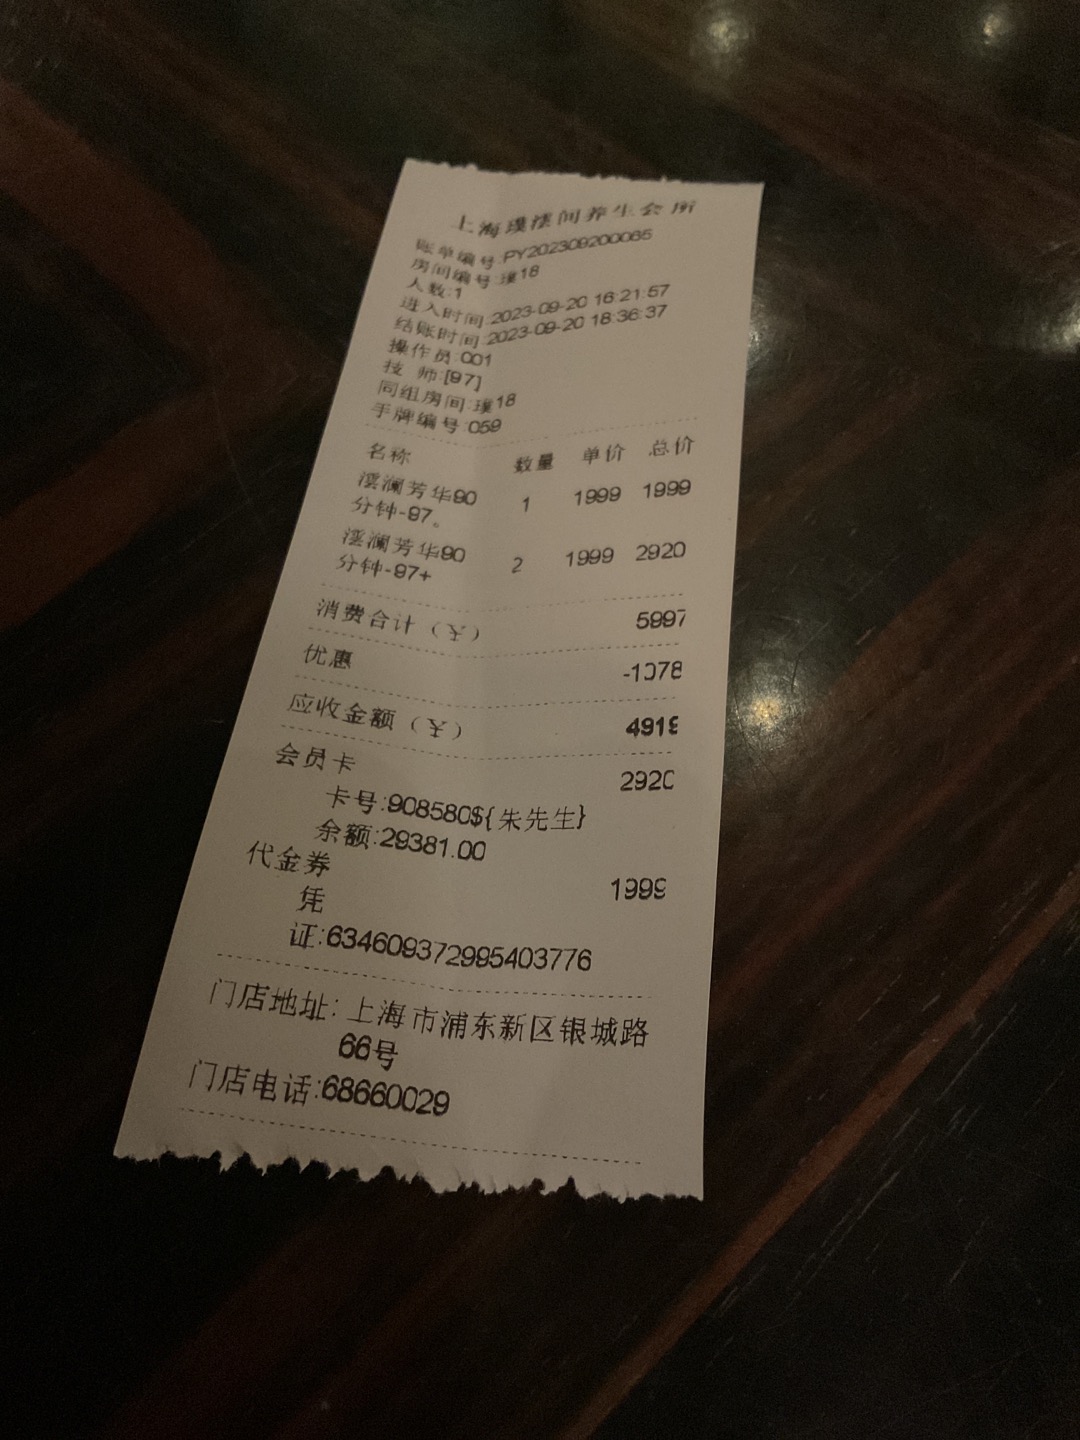 上海璞滢间养生会所
账单编号:PY202309200065
房间编号:璞18
人数:1
进入时间:2023-09-20 16:21:57
结账时间:2023-09-20 18:36:37
操作员:001
技 师:[97]
同组房间:璞18
手牌编号:059
名称 数量 单价 总价
滢澜芳华90 1 1999 1999
分钟-97。
滢澜芳华90 2 1999 2920
分钟-97+
消费合计（¥） 5997
优惠 -1078
应收金额（¥） 4919
会员卡 2920
卡号:908580${朱先生}
余额:29381.00
代金券 1999
凭
证:634609372995403776
门店地址: 上海市浦东新区银城路
66号
门店电话:68660029